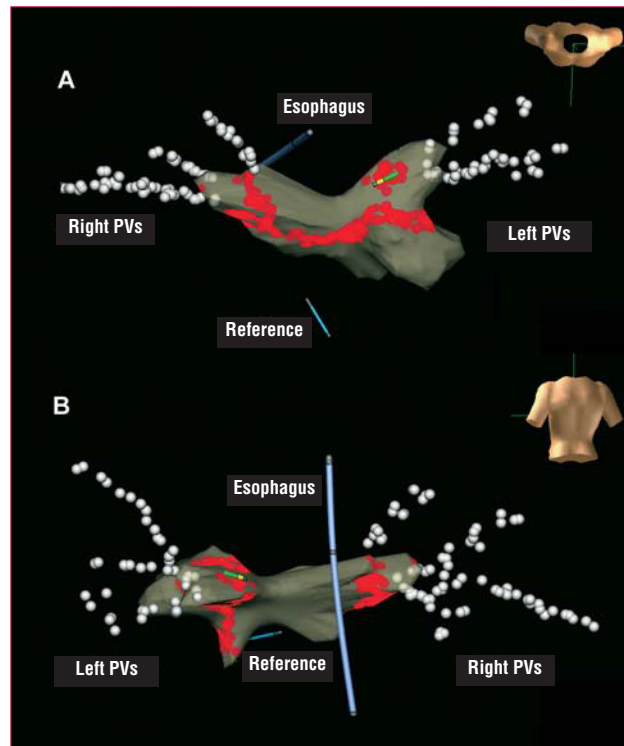 A
Esophagus
Right PVs
Left PVs
Reference
B
Esophagus
Left PVs
Reference
Right PVs